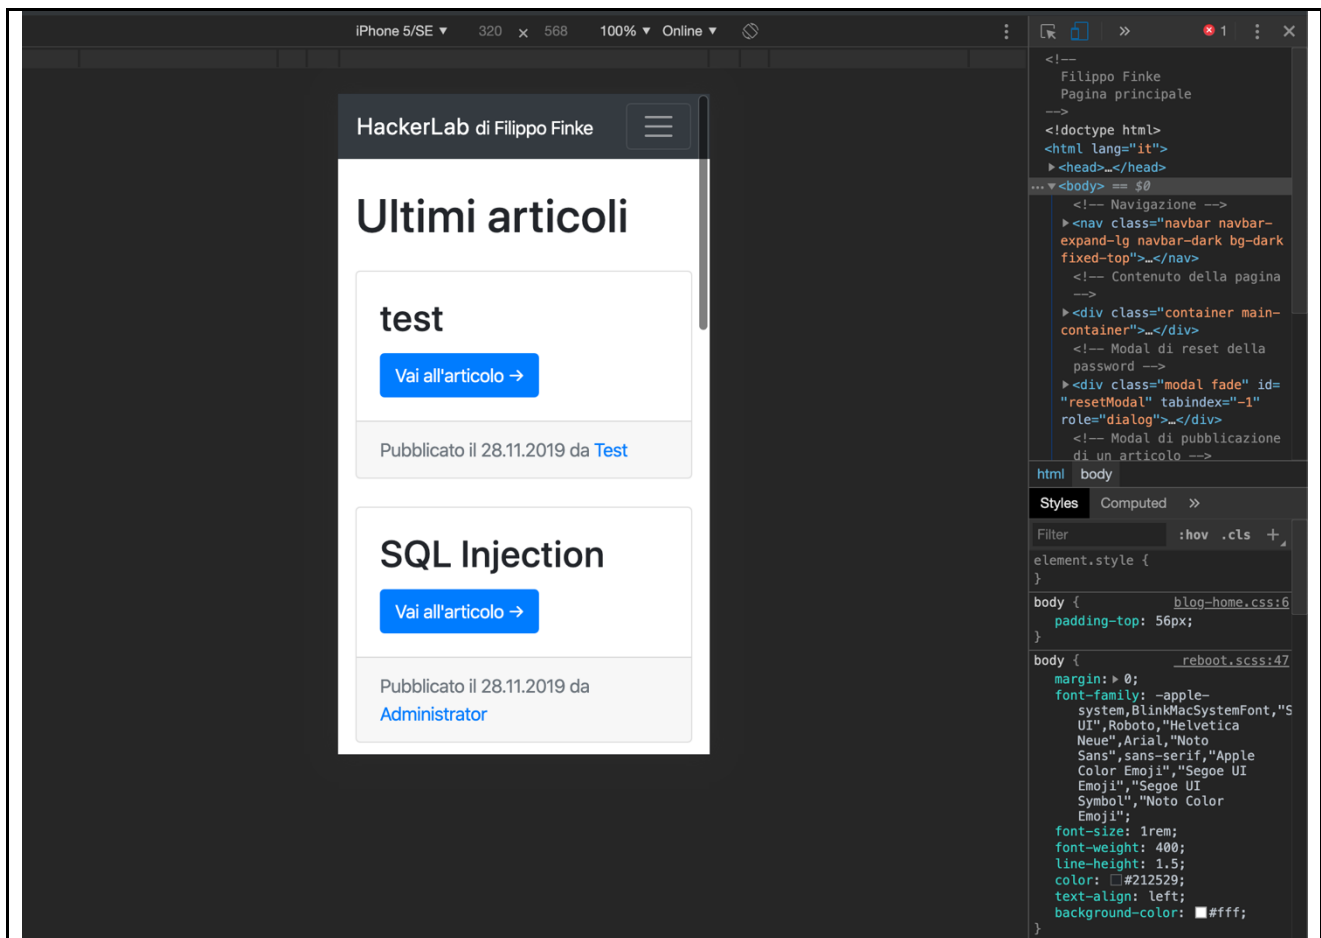 iPhone 5/SE ▼ 320 × 568 100% ▼ Online ▼
HackerLab di Filippo Finke
Ultimi articoli
test
Vai all'articolo →
Pubblicato il 28.11.2019 da Test
SQL Injection
Vai all'articolo →
Pubblicato il 28.11.2019 da
Administrator
» 1
<!--
Filippo Finke
Pagina principale
-->
<!doctype html>
<html lang="it">
▶<head>…</head>
…▼<body> == $0
<!-- Navigazione -->
▶<nav class="navbar navbar-
expand-lg navbar-dark bg-dark
fixed-top">…</nav>
<!-- Contenuto della pagina
-->
▶<div class="container main-
container">…</div>
<!-- Modal di reset della
password -->
▶<div class="modal fade" id=
"resetModal" tabindex="-1"
role="dialog">…</div>
<!-- Modal di pubblicazione
di un articolo -->
html body
Styles Computed »
Filter :hov .cls +
element.style {
}
body { blog-home.css:6
padding-top: 56px;
}
body { _reboot.scss:47
margin:▶ 0;
font-family: -apple-
system,BlinkMacSystemFont,"S
UI",Roboto,"Helvetica
Neue",Arial,"Noto
Sans",sans-serif,"Apple
Color Emoji","Segoe UI
Emoji","Segoe UI
Symbol","Noto Color
Emoji";
font-size: 1rem;
font-weight: 400;
line-height: 1.5;
color: #212529;
text-align: left;
background-color: #fff;
}